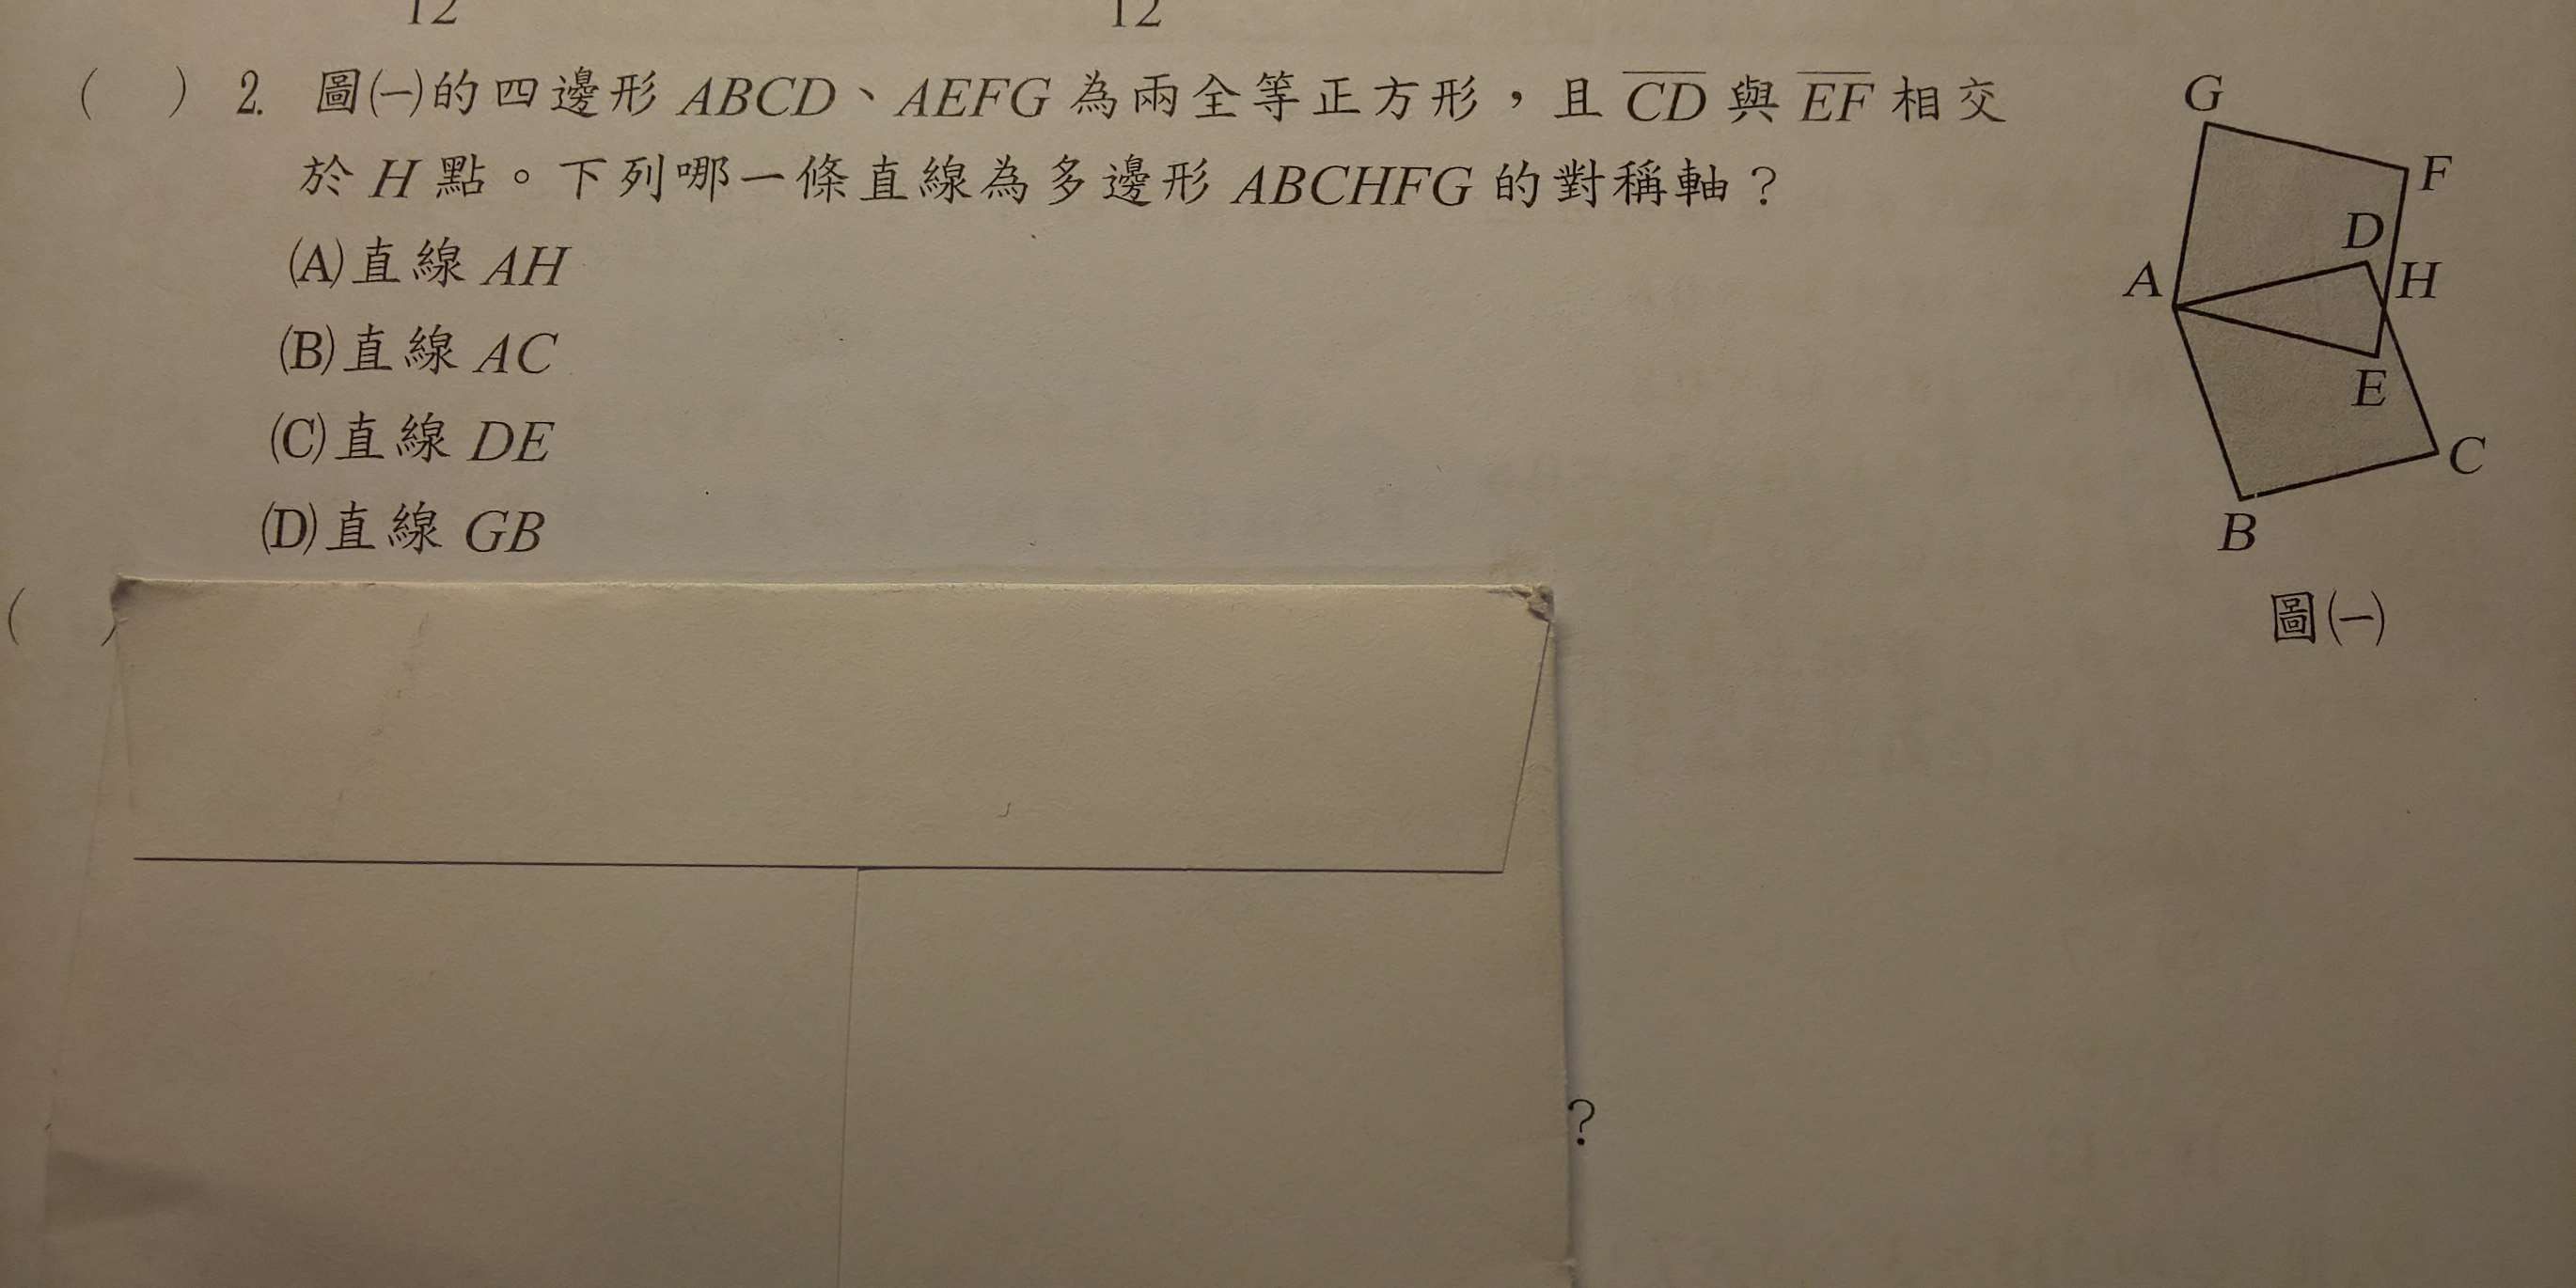 12 12
( ) 2. 圖(一)的四邊形 ABCD、AEFG 為兩全等正方形，且 CD 與 EF 相交
於 H 點。下列哪一條直線為多邊形 ABCHFG 的對稱軸？
(A)直線 AH
(B)直線 AC
(C)直線 DE
(D)直線 GB
G
F
D
A
H
E
C
B
圖(一)
( )
?